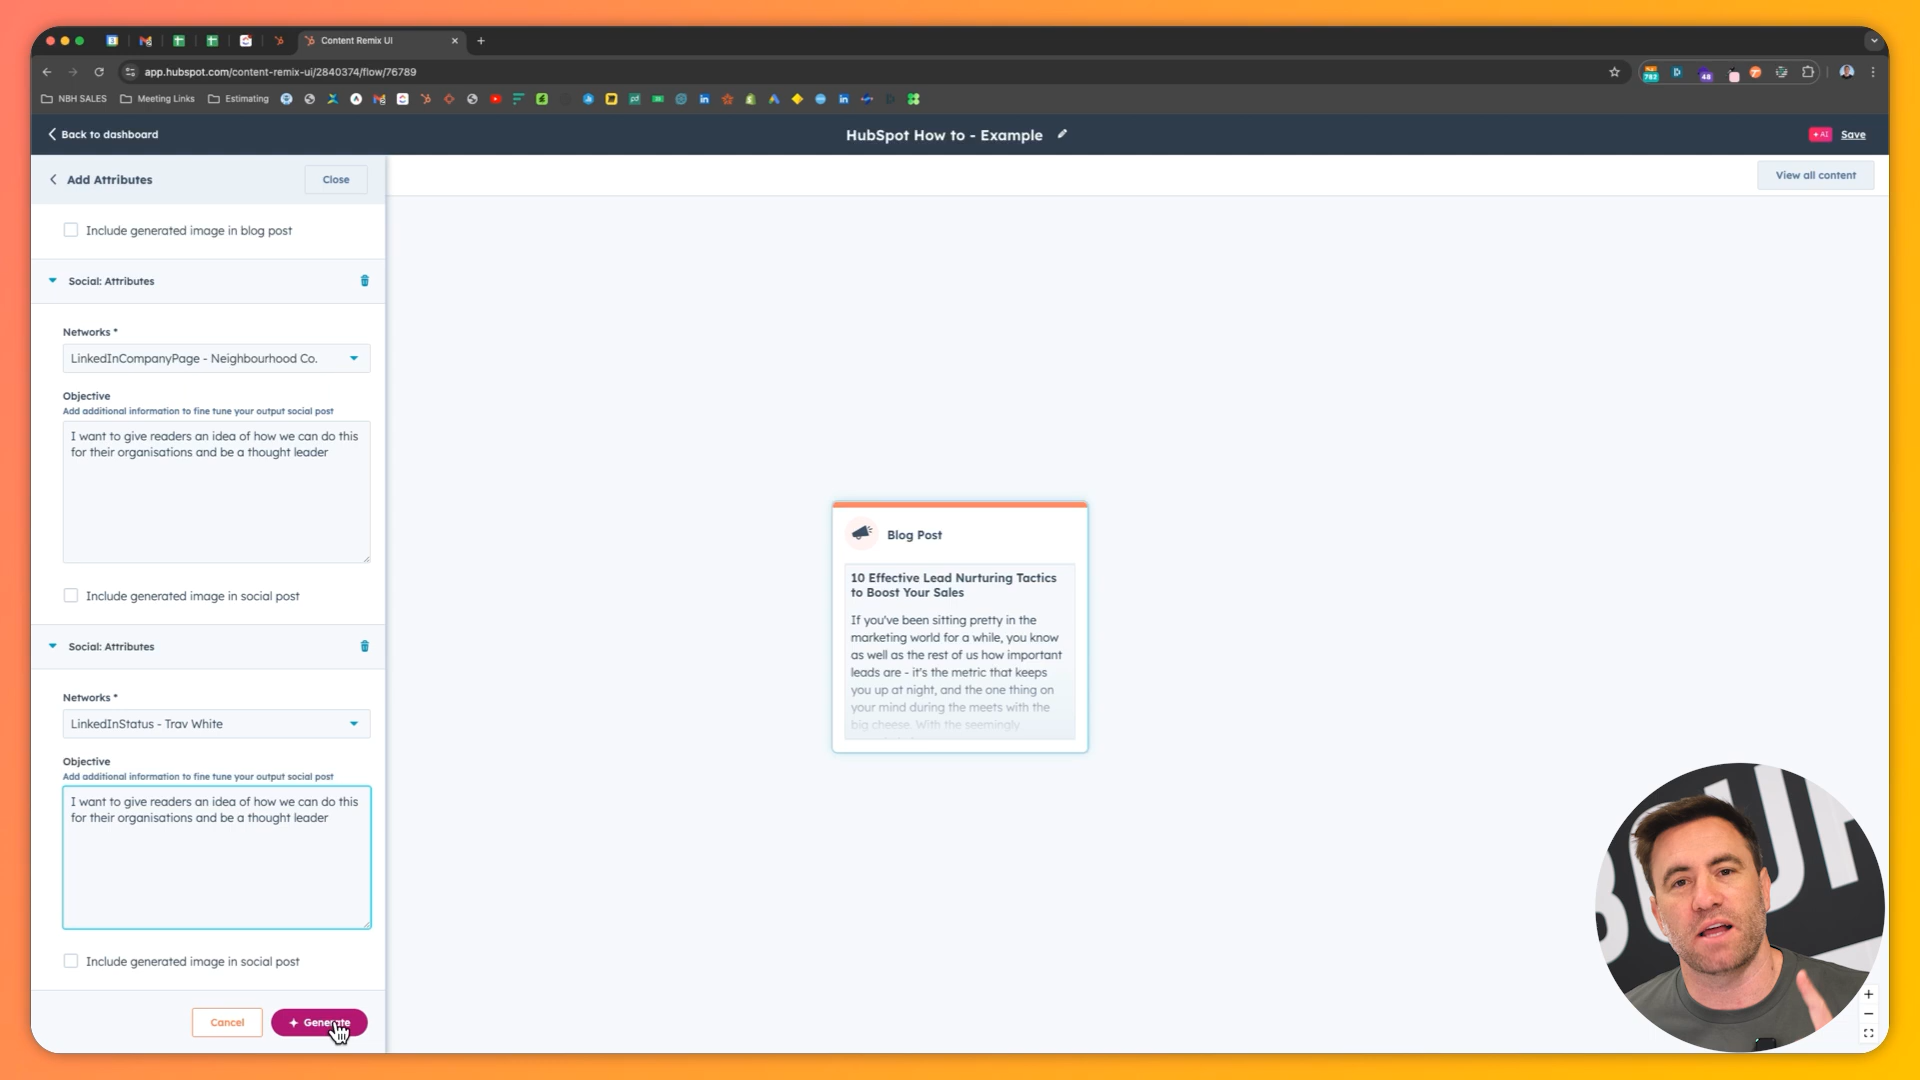 Content Remix UI
app.hubspot.com/content-remix-ui/2840374/flow/76789
782
48
NBH SALES
Meeting Links
Estimating
Back to dashboard
HubSpot How to - Example
AI
Save
Add Attributes
Close
View all content
Include generated image in blog post
Social: Attributes
Networks *
LinkedInCompanyPage - Neighbourhood Co.
Objective
Add additional information to fine tune your output social post
I want to give readers an idea of how we can do this
for their organisations and be a thought leader
Include generated image in social post
Social: Attributes
Networks *
LinkedInStatus - Trav White
Objective
Add additional information to fine tune your output social post
I want to give readers an idea of how we can do this
for their organisations and be a thought leader
Include generated image in social post
Cancel
Generate
Blog Post
10 Effective Lead Nurturing Tactics
to Boost Your Sales
If you've been sitting pretty in the
marketing world for a while, you know
as well as the rest of us how important
leads are - it's the metric that keeps
you up at night, and the one thing on
your mind during the meets with the
big cheese. With the seemingly